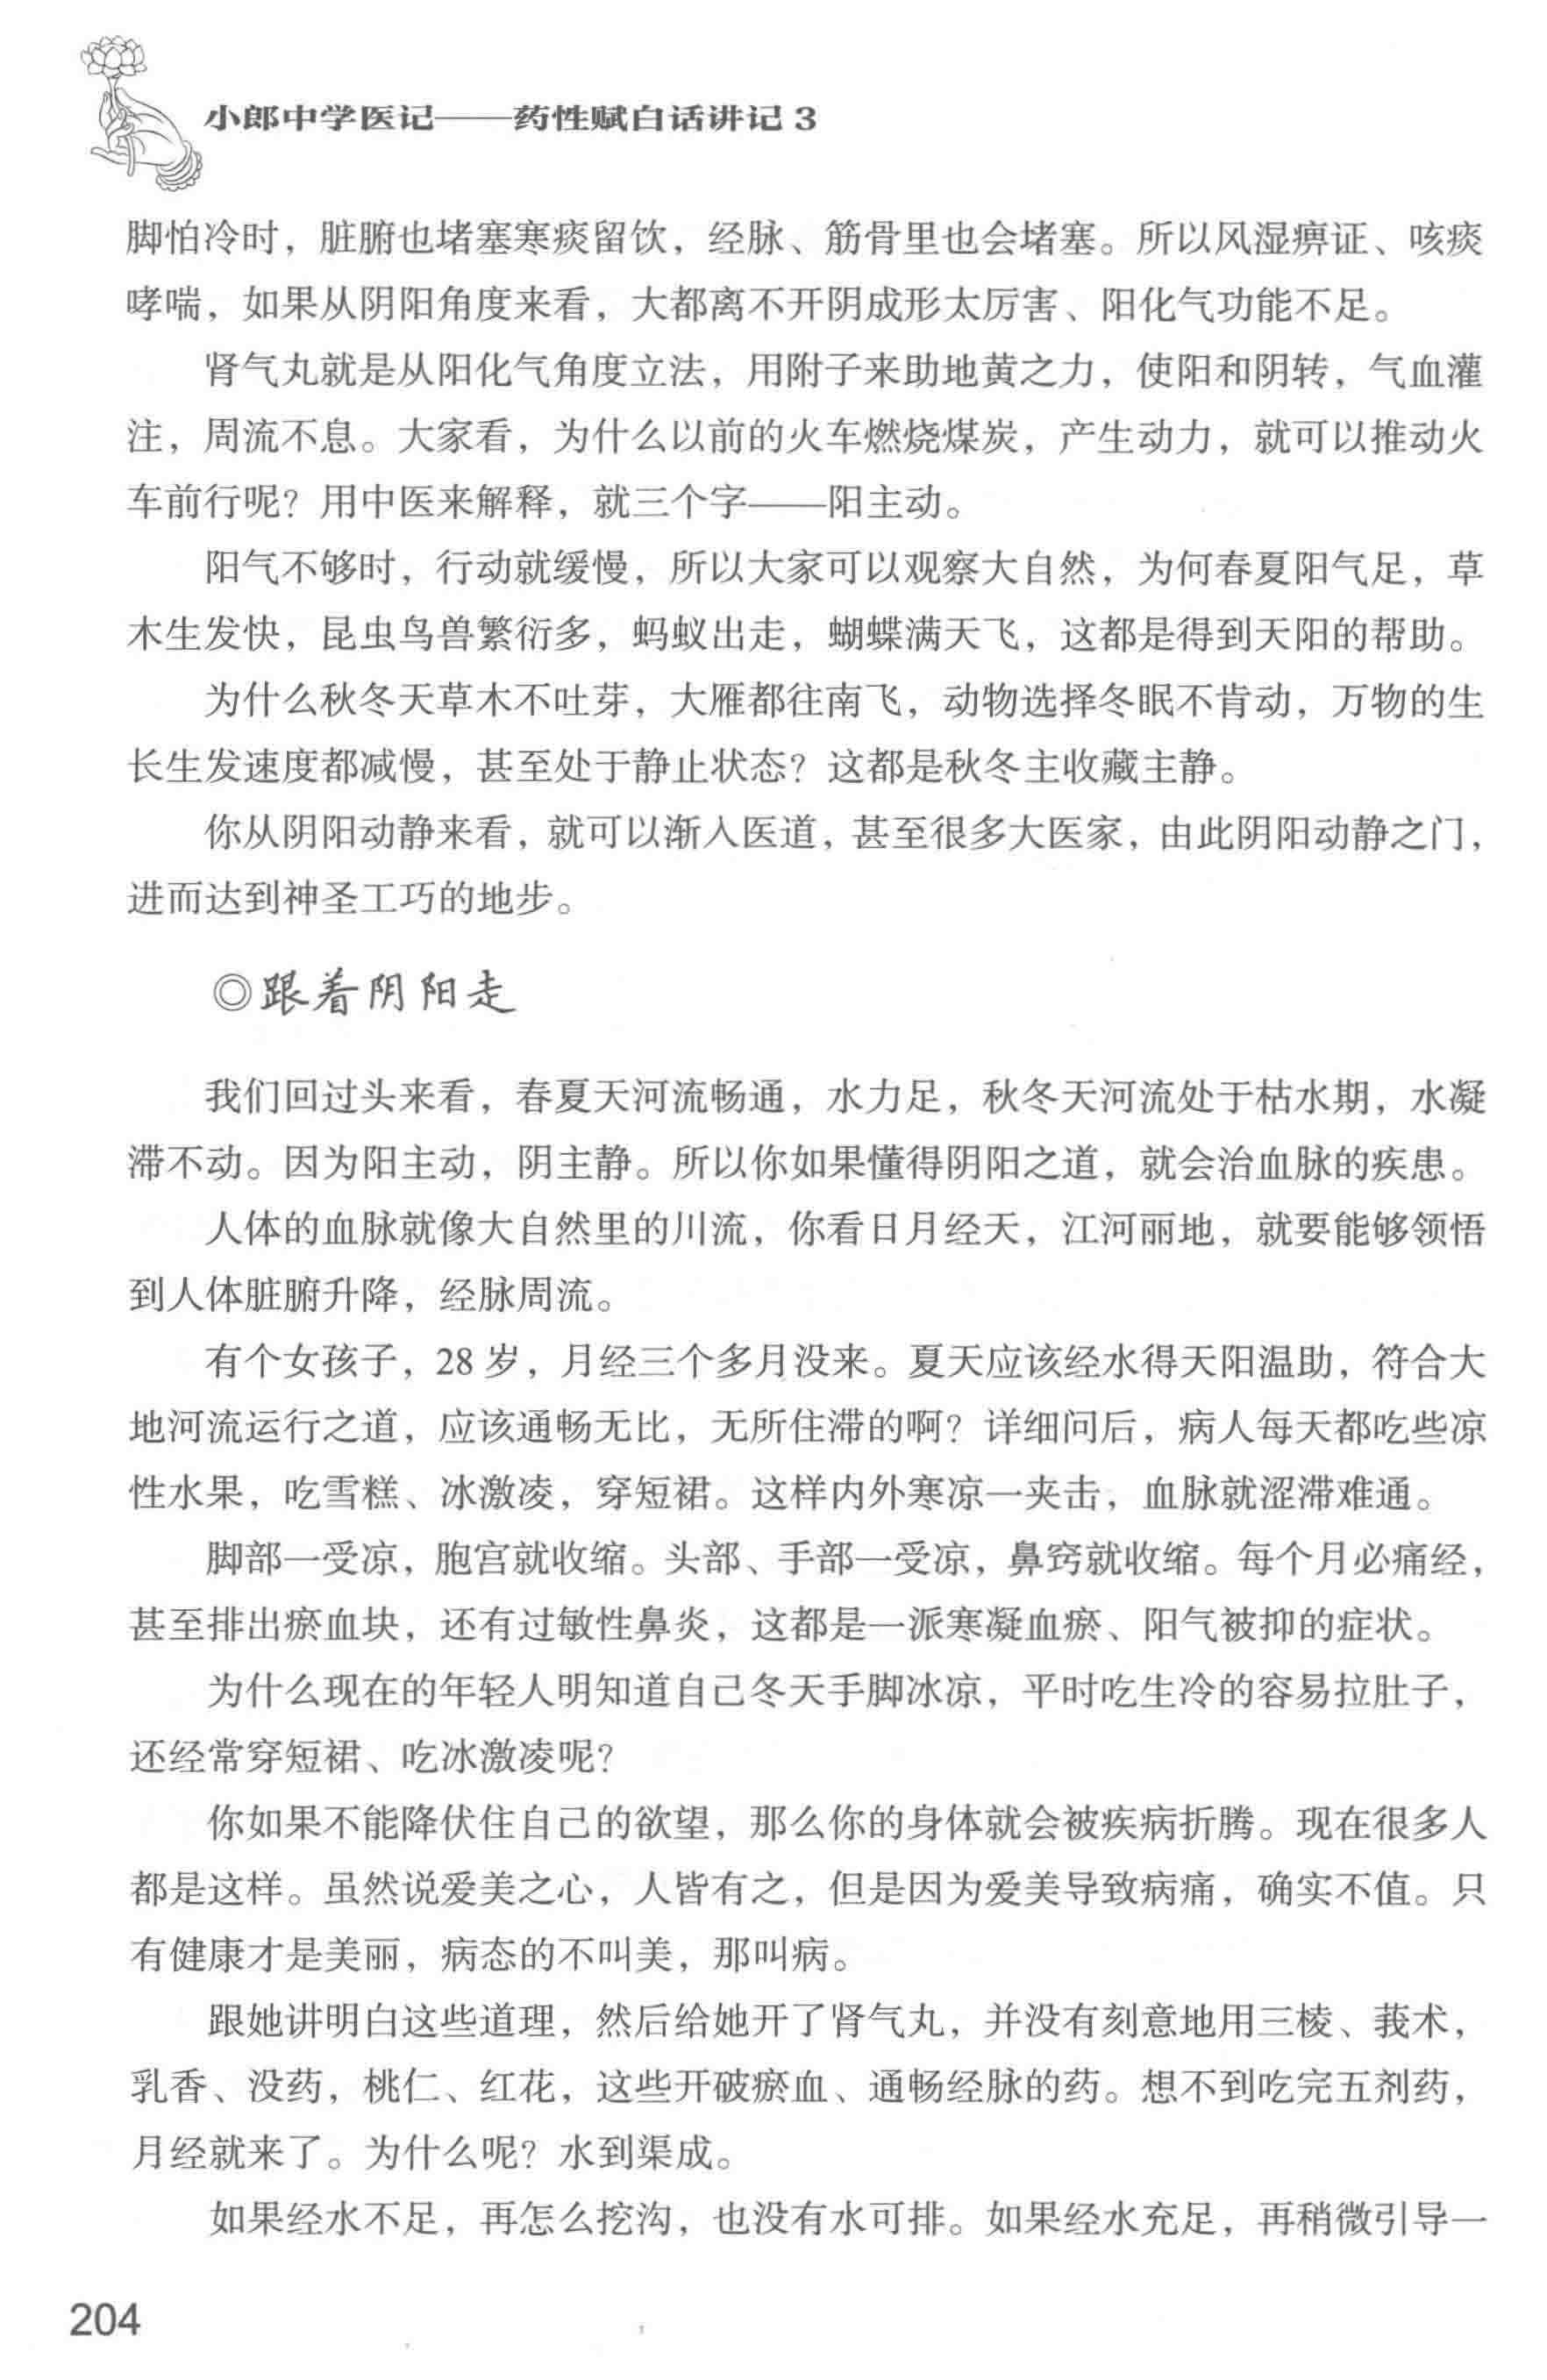 小郎中学医记——药性赋白话讲记 3
脚怕冷时，脏腑也堵塞寒痰留饮，经脉、筋骨里也会堵塞。所以风湿痹证、咳痰
哮喘，如果从阴阳角度来看，大都离不开阴成形太厉害、阳化气功能不足。
肾气丸就是从阳化气角度立法，用附子来助地黄之力，使阳和阴转，气血灌
注，周流不息。大家看，为什么以前的火车燃烧煤炭，产生动力，就可以推动火
车前行呢？用中医来解释，就三个字——阳主动。
阳气不够时，行动就缓慢，所以大家可以观察大自然，为何春夏阳气足，草
木生发快，昆虫鸟兽繁衍多，蚂蚁出走，蝴蝶满天飞，这都是得到天阳的帮助。
为什么秋冬天草木不吐芽，大雁都往南飞，动物选择冬眠不肯动，万物的生
长生发速度都减慢，甚至处于静止状态？这都是秋冬主收藏主静。
你从阴阳动静来看，就可以渐入医道，甚至很多大医家，由此阴阳动静之门，
进而达到神圣工巧的地步。
◎跟着阴阳走
我们回过头来看，春夏天河流畅通，水力足，秋冬天河流处于枯水期，水凝
滞不动。因为阳主动，阴主静。所以你如果懂得阴阳之道，就会治血脉的疾患。
人体的血脉就像大自然里的川流，你看日月经天，江河丽地，就要能够领悟
到人体脏腑升降，经脉周流。
有个女孩子，28 岁，月经三个多月没来。夏天应该经水得天阳温助，符合大
地河流运行之道，应该通畅无比，无所住滞的啊？详细问后，病人每天都吃些凉
性水果，吃雪糕、冰激凌，穿短裙。这样内外寒凉一夹击，血脉就涩滞难通。
脚部一受凉，胞宫就收缩。头部、手部一受凉，鼻窍就收缩。每个月必痛经，
甚至排出瘀血块，还有过敏性鼻炎，这都是一派寒凝血瘀、阳气被抑的症状。
为什么现在的年轻人明知道自己冬天手脚冰凉，平时吃生冷的容易拉肚子，
还经常穿短裙、吃冰激凌呢？
你如果不能降伏住自己的欲望，那么你的身体就会被疾病折腾。现在很多人
都是这样。虽然说爱美之心，人皆有之，但是因为爱美导致病痛，确实不值。只
有健康才是美丽，病态的不叫美，那叫病。
跟她讲明白这些道理，然后给她开了肾气丸，并没有刻意地用三棱、莪术，
乳香、没药，桃仁、红花，这些开破瘀血、通畅经脉的药。想不到吃完五剂药，
月经就来了。为什么呢？水到渠成。
如果经水不足，再怎么挖沟，也没有水可排。如果经水充足，再稍微引导一
204